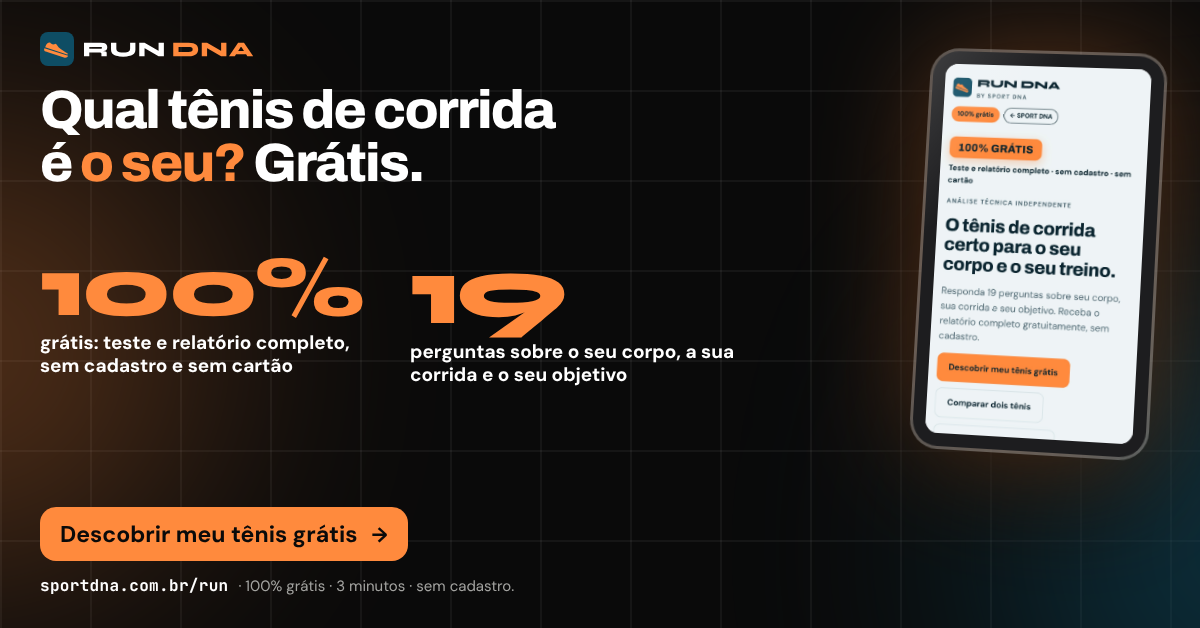 RUN DNA
Qual tênis de corrida
é o seu? Grátis.
100%
grátis: teste e relatório completo,
sem cadastro e sem cartão
19
perguntas sobre o seu corpo, a sua
corrida e o seu objetivo
Descobrir meu tênis grátis →
sportdna.com.br/run · 100% grátis · 3 minutos · sem cadastro.
RUN DNA
BY SPORT DNA
100% grátis
← SPORT DNA
100% GRÁTIS
Teste e relatório completo · sem cadastro · sem
cartão
ANÁLISE TÉCNICA INDEPENDENTE
O tênis de corrida
certo para o seu
corpo e o seu treino.
Responda 19 perguntas sobre seu corpo,
sua corrida e seu objetivo. Receba o
relatório completo gratuitamente, sem
cadastro.
Descobrir meu tênis grátis
Comparar dois tênis